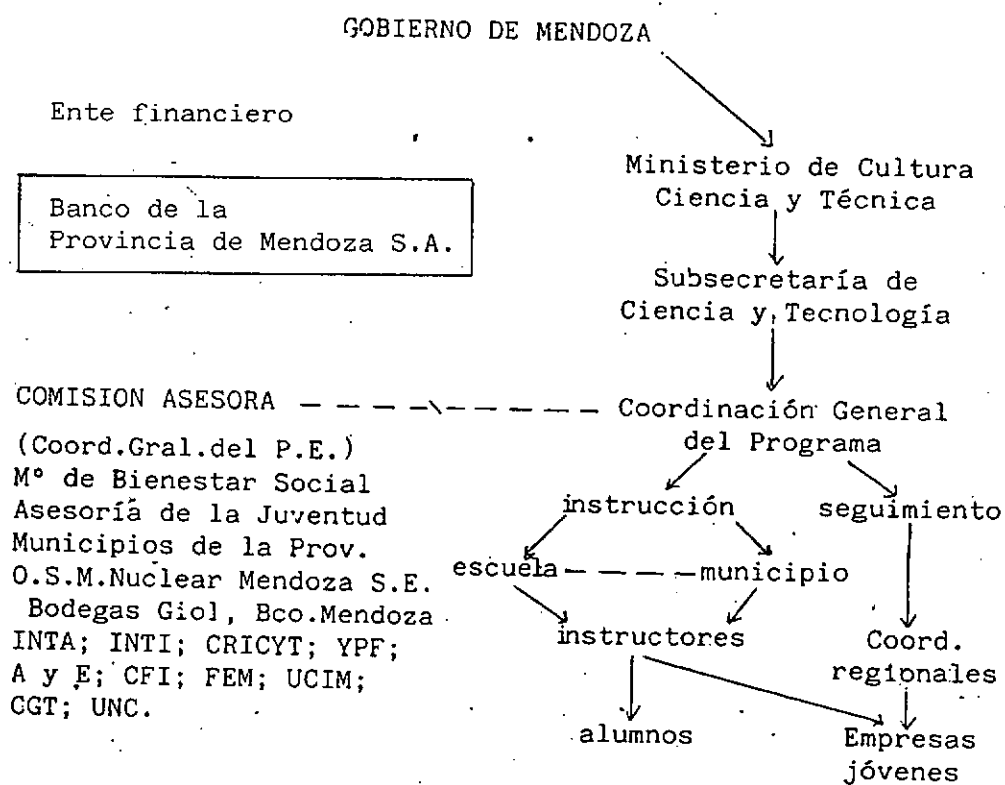 GOBIERNO DE MENDOZA
Ente financiero
Banco de la
Provincia de Mendoza S.A.
Ministerio de Cultura
Ciencia y Técnica
Subsecretaría de
Ciencia y Tecnología
COMISION ASESORA
(Coord.Gral.del P.E.)
Mº de Bienestar Social
Asesoría de la Juventud
Municipios de la Prov.
O.S.M.Nuclear Mendoza S.E.
Bodegas Giol, Bco.Mendoza
INTA; INTI; CRICYT; YPF;
A y E; CFI; FEM; UCIM;
CGT; UNC.
Coordinación General
del Programa
instrucción
seguimiento
escuela
municipio
instructores
Coord.
regionales
alumnos
Empresas
jóvenes